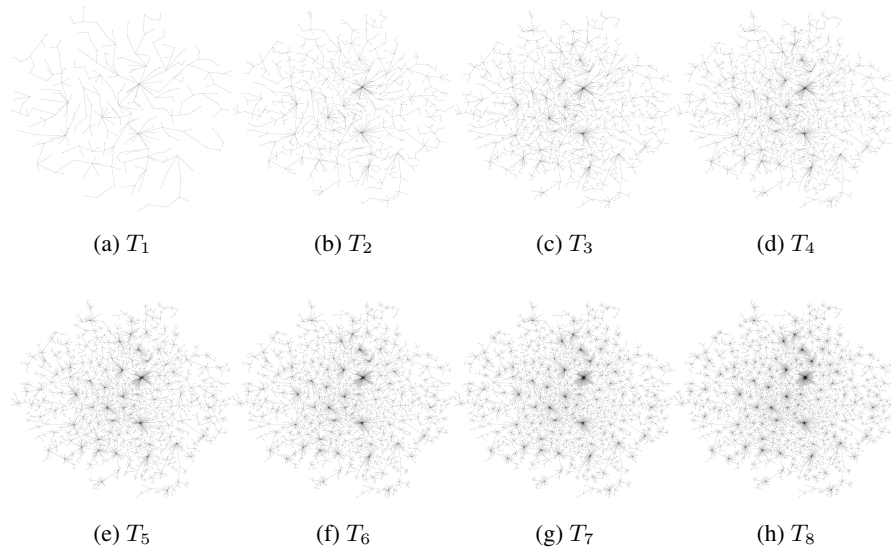 (a) T₁
(b) T₂
(c) T₃
(d) T₄
(e) T₅
(f) T₆
(g) T₇
(h) T₈